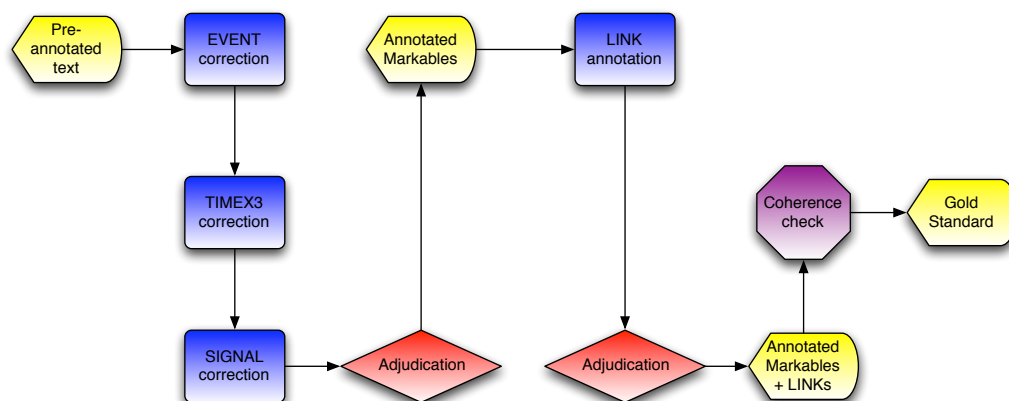 Pre-
annotated
text
EVENT
correction
TIMEX3
correction
SIGNAL
correction
Adjudication
Annotated
Markables
LINK
annotation
Adjudication
Annotated
Markables
+ LINKs
Coherence
check
Gold
Standard